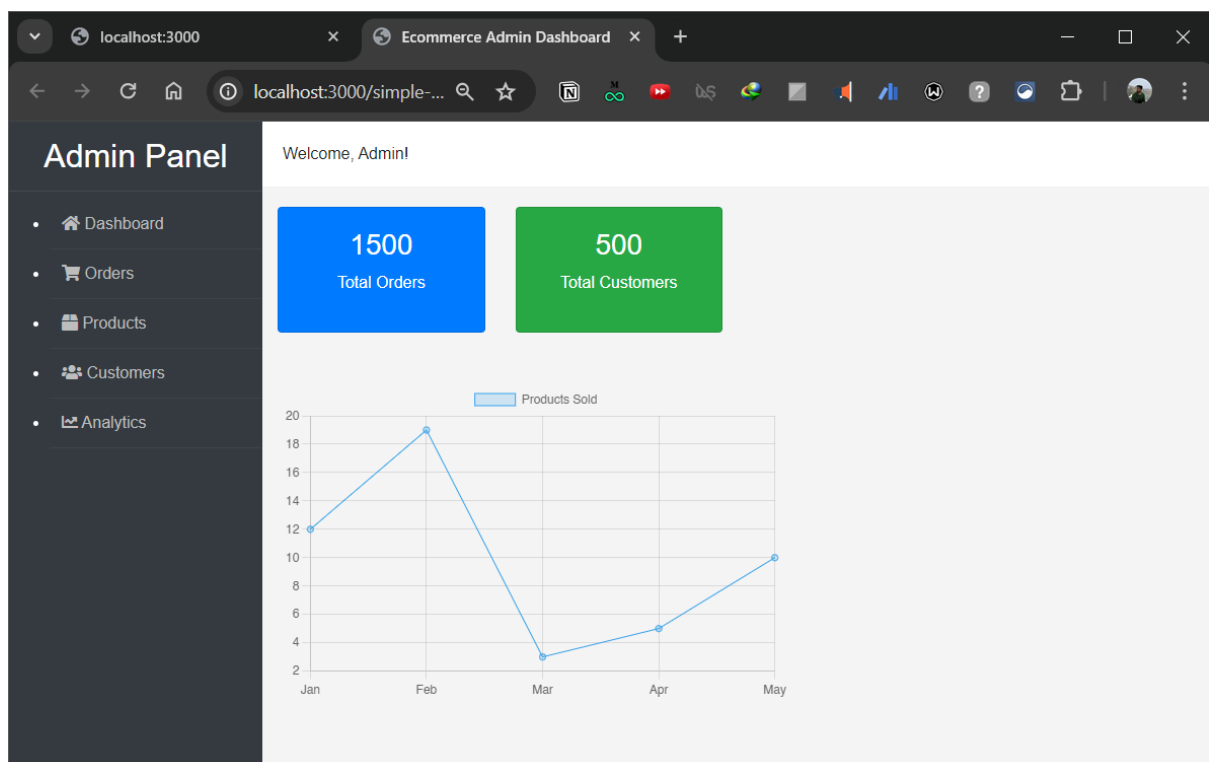 localhost:3000
Ecommerce Admin Dashboard
localhost:3000/simple-...
Admin Panel
Welcome, Admin!
Dashboard
Orders
Products
Customers
Analytics
1500
Total Orders
500
Total Customers
Products Sold
20
18
16
14
12
10
8
6
4
2
Jan Feb Mar Apr May